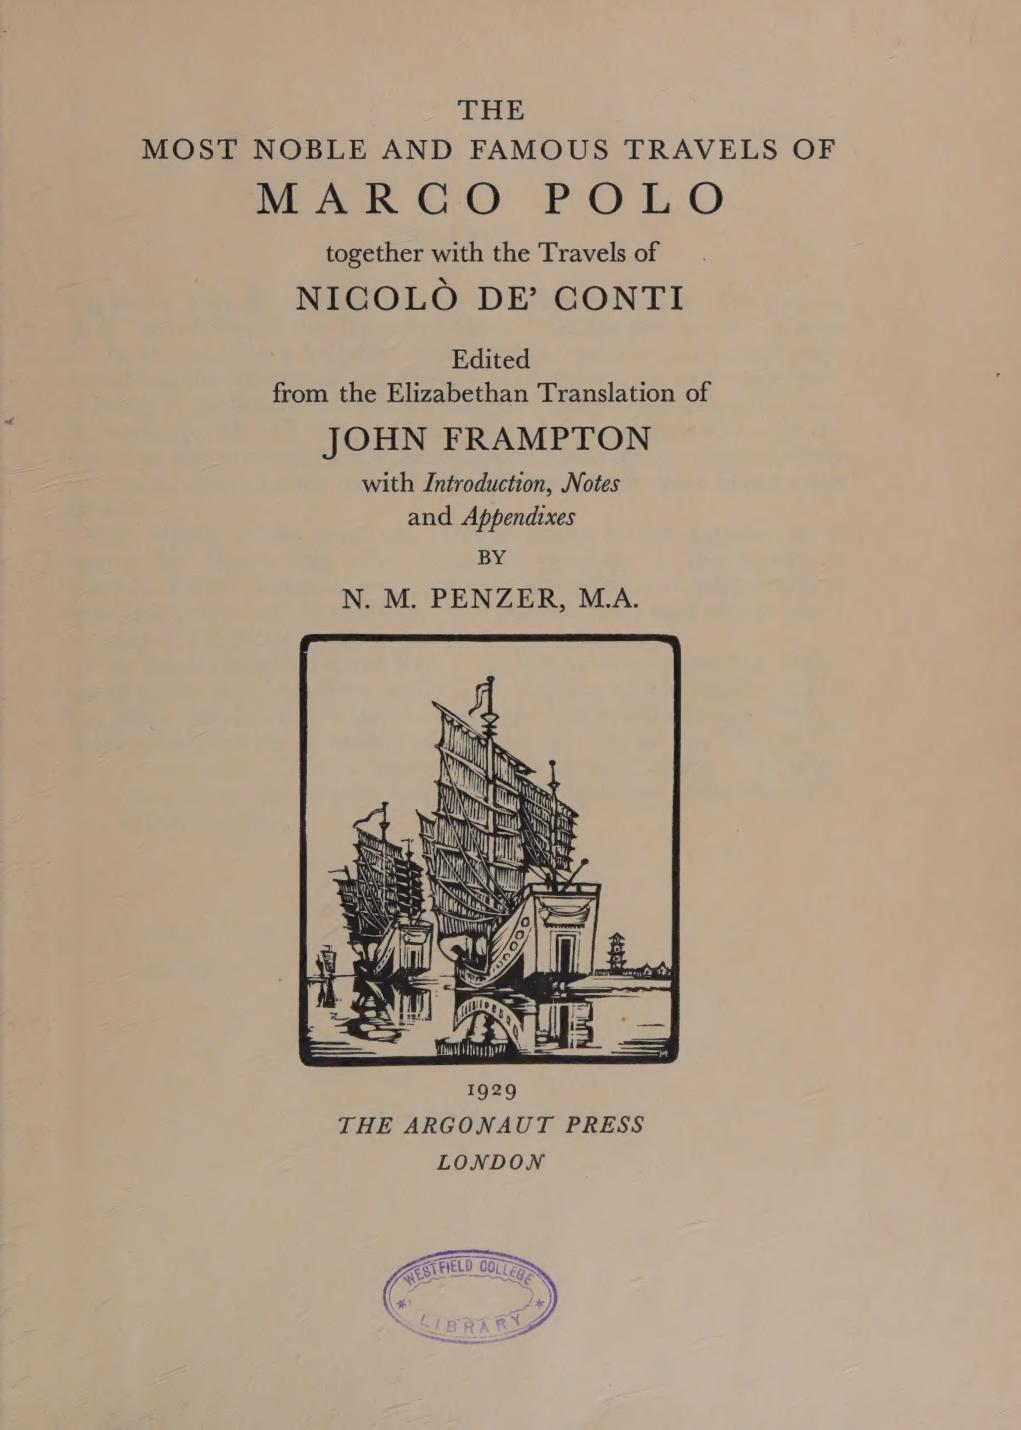 THE
MOST NOBLE AND FAMOUS TRAVELS OF
MARCO POLO
together with the Travels of
NICOLÒ DE' CONTI
Edited
from the Elizabethan Translation of
JOHN FRAMPTON
with Introduction, Notes
and Appendixes
BY
N. M. PENZER, M.A.
M
1929
THE ARGONAUT PRESS
LONDON
WESTFIELD COLLEGE
* *
LIBRARY